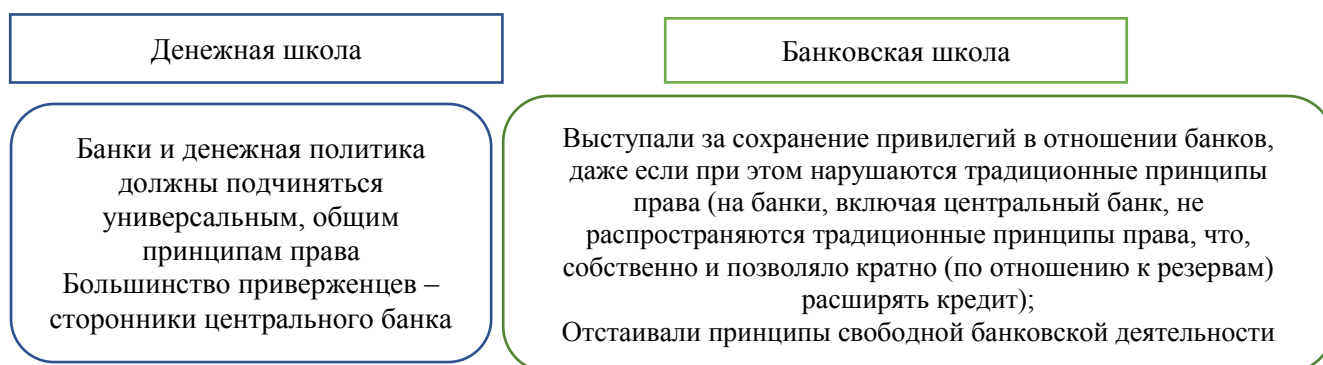 Денежная школа
Банковская школа
Банки и денежная политика
должны подчиняться
универсальным, общим
принципам права
Большинство приверженцев –
сторонники центрального банка
Выступали за сохранение привилегий в отношении банков,
даже если при этом нарушаются традиционные принципы
права (на банки, включая центральный банк, не
распространяются традиционные принципы права, что,
собственно и позволяло кратно (по отношению к резервам)
расширять кредит);
Отстаивали принципы свободной банковской деятельности